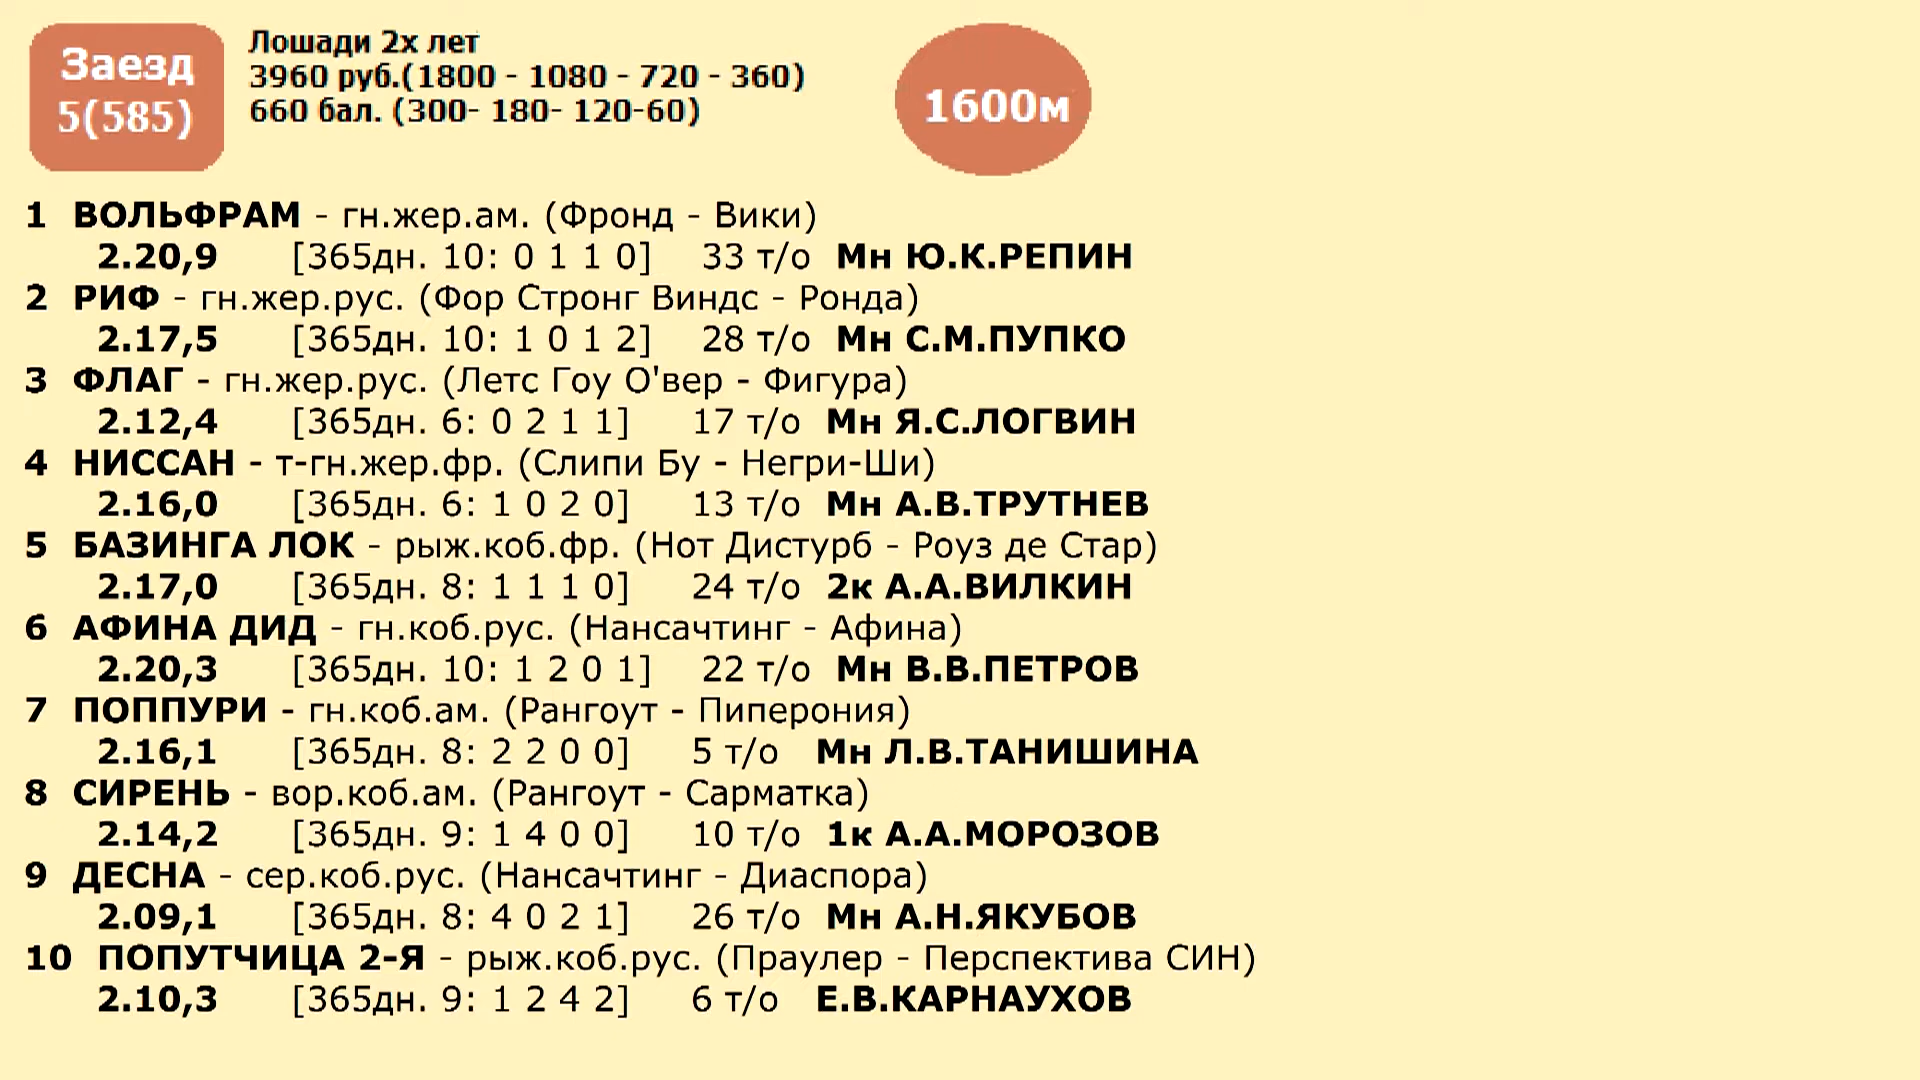 Заезд
5(585)
Лошади 2х лет
3960 руб.(1800 - 1080 - 720 - 360)
660 бал. (300- 180- 120-60)
1600м
1 ВОЛЬФРАМ - гн.жер.ам. (Фронд - Вики)
2.20,9 [365дн. 10: 0 1 1 0] 33 т/о Мн Ю.К.РЕПИН
2 РИФ - гн.жер.рус. (Фор Стронг Виндс - Ронда)
2.17,5 [365дн. 10: 1 0 1 2] 28 т/о Мн С.М.ПУПКО
3 ФЛАГ - гн.жер.рус. (Летс Гоу О'вер - Фигура)
2.12,4 [365дн. 6: 0 2 1 1] 17 т/о Мн Я.С.ЛОГВИН
4 НИССАН - т-гн.жер.фр. (Слипи Бу - Негри-Ши)
2.16,0 [365дн. 6: 1 0 2 0] 13 т/о Мн А.В.ТРУТНЕВ
5 БАЗИНГА ЛОК - рыж.коб.фр. (Нот Дистурб - Роуз де Стар)
2.17,0 [365дн. 8: 1 1 1 0] 24 т/о 2к А.А.ВИЛКИН
6 АФИНА ДИД - гн.коб.рус. (Нансачтинг - Афина)
2.20,3 [365дн. 10: 1 2 0 1] 22 т/о Мн В.В.ПЕТРОВ
7 ПОППУРИ - гн.коб.ам. (Рангоут - Пиперония)
2.16,1 [365дн. 8: 2 2 0 0] 5 т/о Мн Л.В.ТАНИШИНА
8 СИРЕНЬ - вор.коб.ам. (Рангоут - Сарматка)
2.14,2 [365дн. 9: 1 4 0 0] 10 т/о 1к А.А.МОРОЗОВ
9 ДЕСНА - сер.коб.рус. (Нансачтинг - Диаспора)
2.09,1 [365дн. 8: 4 0 2 1] 26 т/о Мн А.Н.ЯКУБОВ
10 ПОПУТЧИЦА 2-Я - рыж.коб.рус. (Праулер - Перспектива СИН)
2.10,3 [365дн. 9: 1 2 4 2] 6 т/о Е.В.КАРНАУХОВ